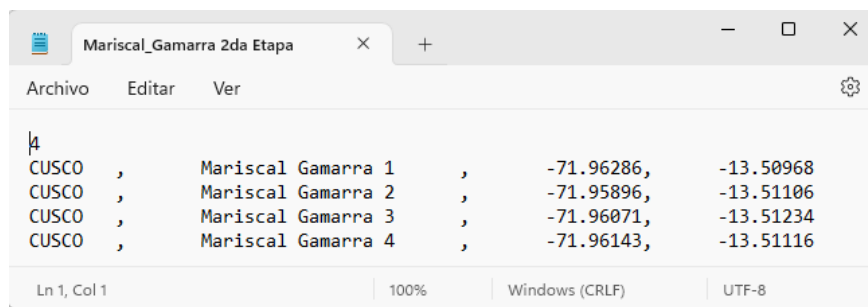 Mariscal_Gamarra 2da Etapa
Archivo Editar Ver
4
CUSCO , Mariscal Gamarra 1 , -71.96286, -13.50968
CUSCO , Mariscal Gamarra 2 , -71.95896, -13.51106
CUSCO , Mariscal Gamarra 3 , -71.96071, -13.51234
CUSCO , Mariscal Gamarra 4 , -71.96143, -13.51116
Ln 1, Col 1 100% Windows (CRLF) UTF-8